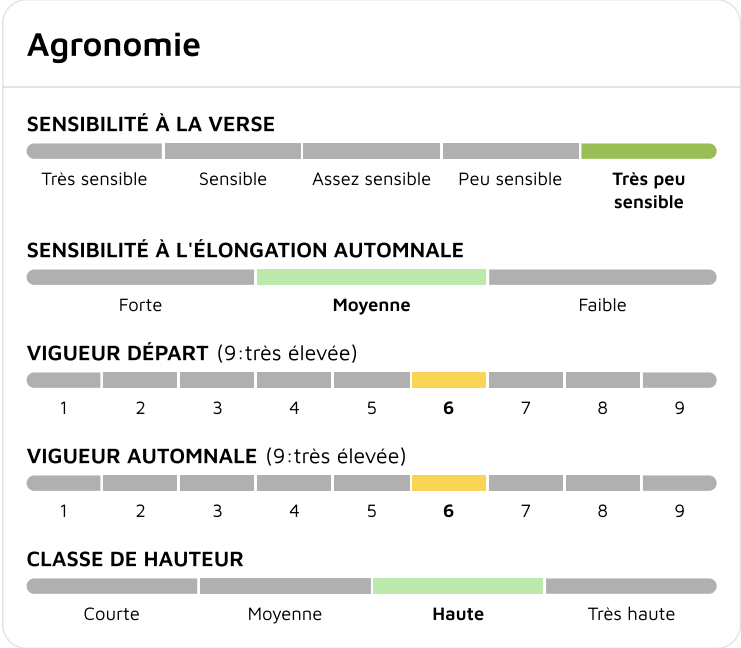 Agronomie
SENSIBILITÉ À LA VERSE
Très sensible Sensible Assez sensible Peu sensible Très peu
sensible
SENSIBILITÉ À L'ÉLONGATION AUTOMNALE
Forte Moyenne Faible
VIGUEUR DÉPART (9:très élevée)
1 2 3 4 5 6 7 8 9
VIGUEUR AUTOMNALE (9:très élevée)
1 2 3 4 5 6 7 8 9
CLASSE DE HAUTEUR
Courte Moyenne Haute Très haute